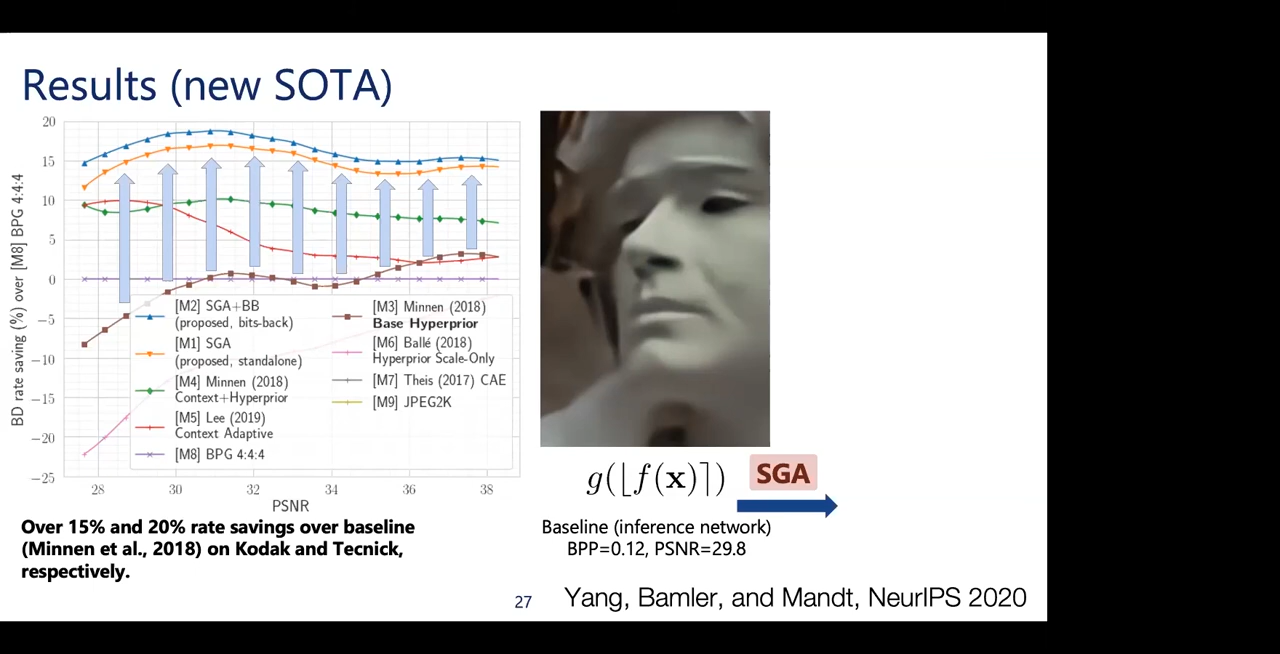 Results (new SOTA)
BD rate saving (%) over [M8] BPG 4:4:4
20
15
10
5
0
−5
−10
−15
−20
−25
[M2] SGA+BB
(proposed, bits-back)
[M1] SGA
(proposed, standalone)
[M4] Minnen (2018)
Context+Hyperprior
[M5] Lee (2019)
Context Adaptive
[M8] BPG 4:4:4
[M3] Minnen (2018)
Base Hyperprior
[M6] Ballé (2018)
Hyperprior Scale-Only
[M7] Theis (2017) CAE
[M9] JPEG2K
28 30 32 34 36 38
PSNR
Over 15% and 20% rate savings over baseline
(Minnen et al., 2018) on Kodak and Tecnick,
respectively.
g(⌊f(x)⌉)
SGA
Baseline (inference network)
BPP=0.12, PSNR=29.8
27
Yang, Bamler, and Mandt, NeurIPS 2020